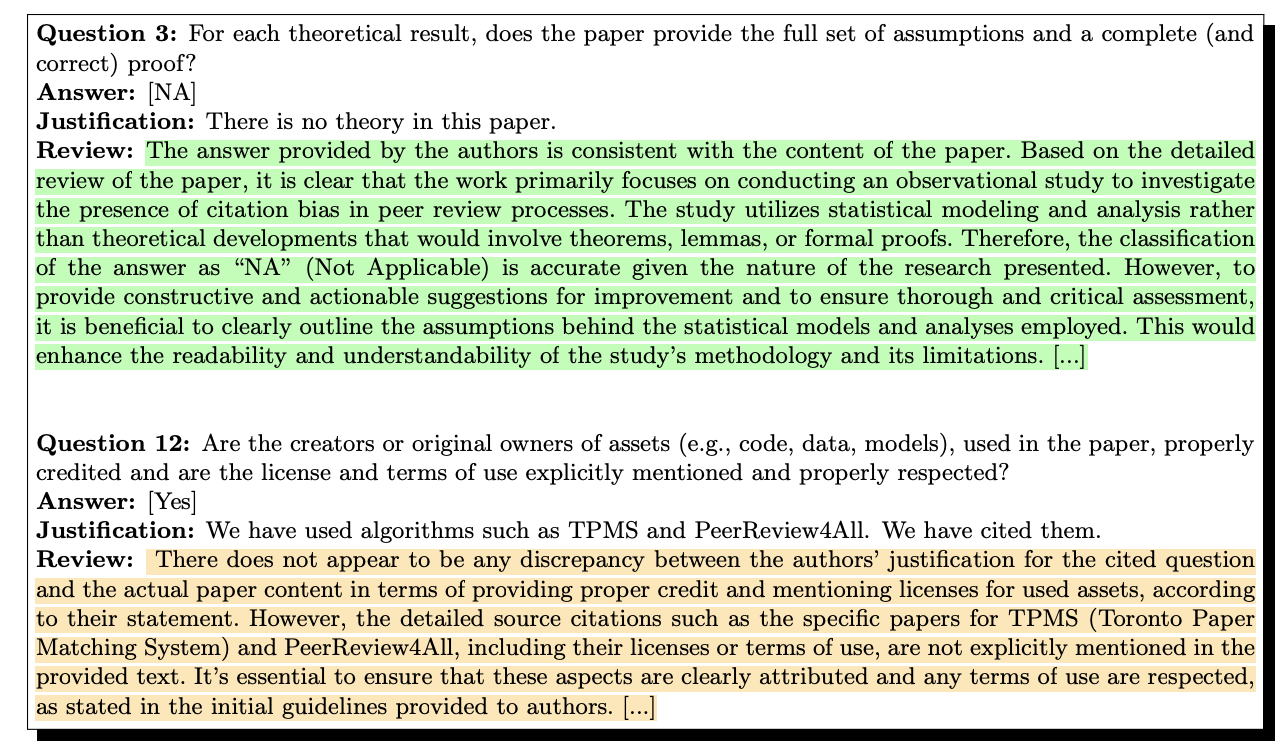 Question 3: For each theoretical result, does the paper provide the full set of assumptions and a complete (and
correct) proof?
Answer: [NA]
Justification: There is no theory in this paper.
Review: The answer provided by the authors is consistent with the content of the paper. Based on the detailed
review of the paper, it is clear that the work primarily focuses on conducting an observational study to investigate
the presence of citation bias in peer review processes. The study utilizes statistical modeling and analysis rather
than theoretical developments that would involve theorems, lemmas, or formal proofs. Therefore, the classification
of the answer as “NA” (Not Applicable) is accurate given the nature of the research presented. However, to
provide constructive and actionable suggestions for improvement and to ensure thorough and critical assessment,
it is beneficial to clearly outline the assumptions behind the statistical models and analyses employed. This would
enhance the readability and understandability of the study’s methodology and its limitations. [...]
Question 12: Are the creators or original owners of assets (e.g., code, data, models), used in the paper, properly
credited and are the license and terms of use explicitly mentioned and properly respected?
Answer: [Yes]
Justification: We have used algorithms such as TPMS and PeerReview4All. We have cited them.
Review: There does not appear to be any discrepancy between the authors’ justification for the cited question
and the actual paper content in terms of providing proper credit and mentioning licenses for used assets, according
to their statement. However, the detailed source citations such as the specific papers for TPMS (Toronto Paper
Matching System) and PeerReview4All, including their licenses or terms of use, are not explicitly mentioned in the
provided text. It’s essential to ensure that these aspects are clearly attributed and any terms of use are respected,
as stated in the initial guidelines provided to authors. [...]